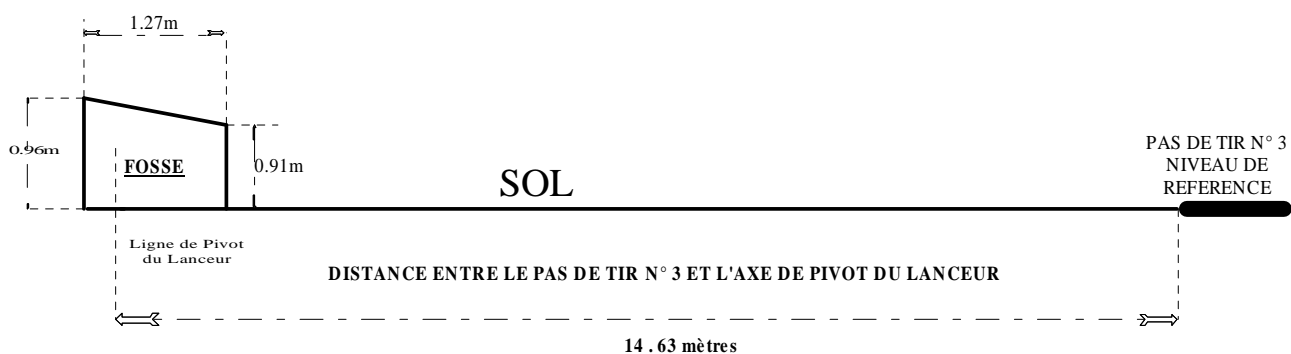 1.27m
0.96m
FOSSE
0.91m
SOL
PAS DE TIR N° 3
NIVEAU DE
REFERENCE
Ligne de Pivot
du Lanceur
DISTANCE ENTRE LE PAS DE TIR N° 3 ET L'AXE DE PIVOT DU LANCEUR
14 . 63 mètres